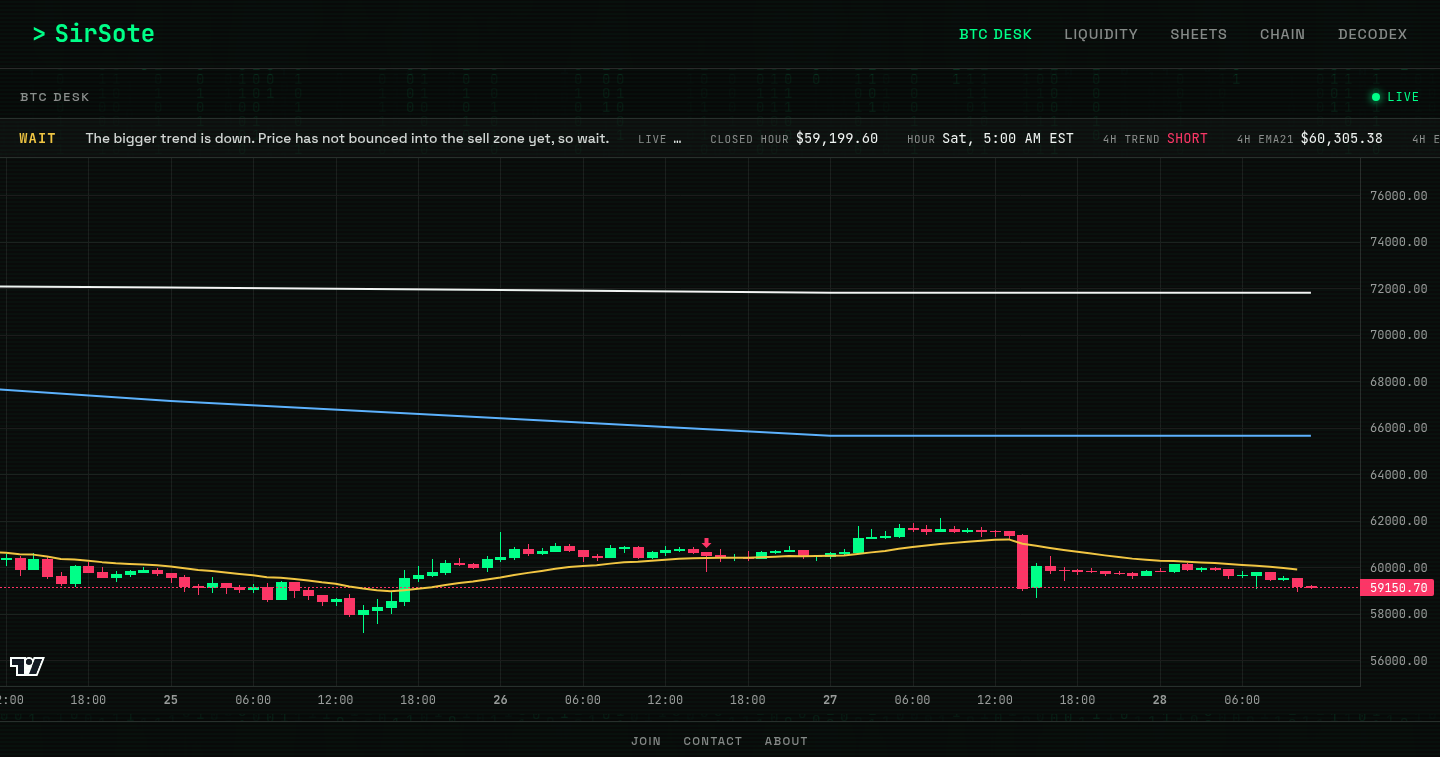 > SirSote
BTC DESK LIQUIDITY SHEETS CHAIN DECODEX
BTC DESK LIVE
WAIT The bigger trend is down. Price has not bounced into the sell zone yet, so wait. LIVE … CLOSED HOUR $59,199.60 HOUR Sat, 5:00 AM EST 4H TREND SHORT 4H EMA21 $60,305.38 4H E
76000.00
74000.00
72000.00
70000.00
68000.00
66000.00
64000.00
62000.00
60000.00
59150.70
58000.00
56000.00
2:00 18:00 25 06:00 12:00 18:00 26 06:00 12:00 18:00 27 06:00 12:00 18:00 28 06:00
JOIN CONTACT ABOUT